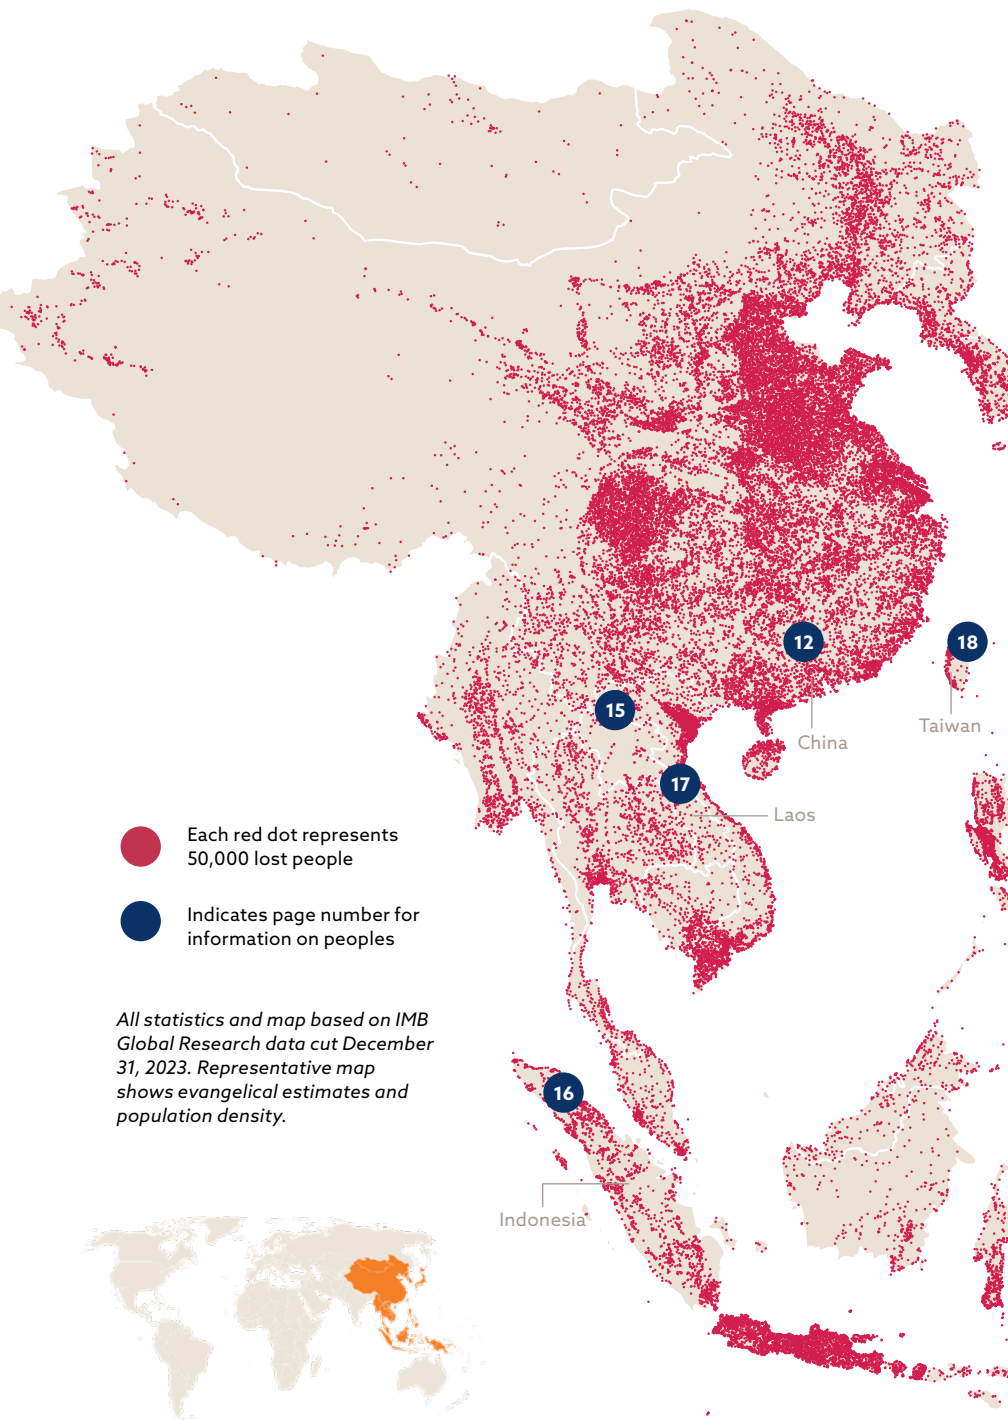 12
18
15
Taiwan
China
17
Laos
Each red dot represents
50,000 lost people
Indicates page number for
information on peoples
All statistics and map based on IMB
Global Research data cut December
31, 2023. Representative map
shows evangelical estimates and
population density.
16
Indonesia